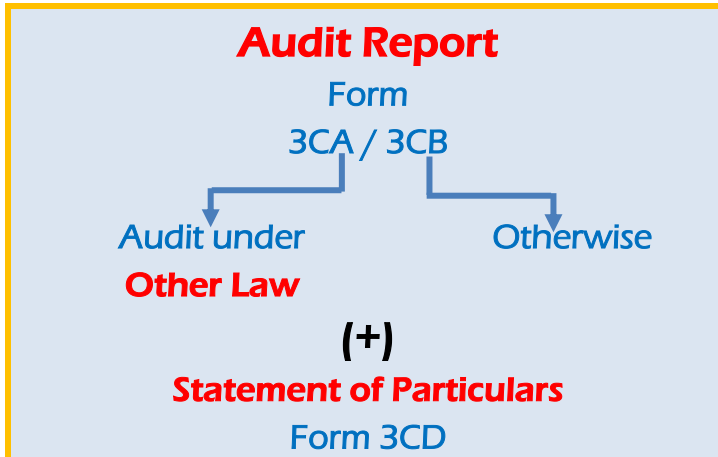 Audit Report
Form
3CA / 3CB
Audit under
Other Law
Otherwise
(+)
Statement of Particulars
Form 3CD